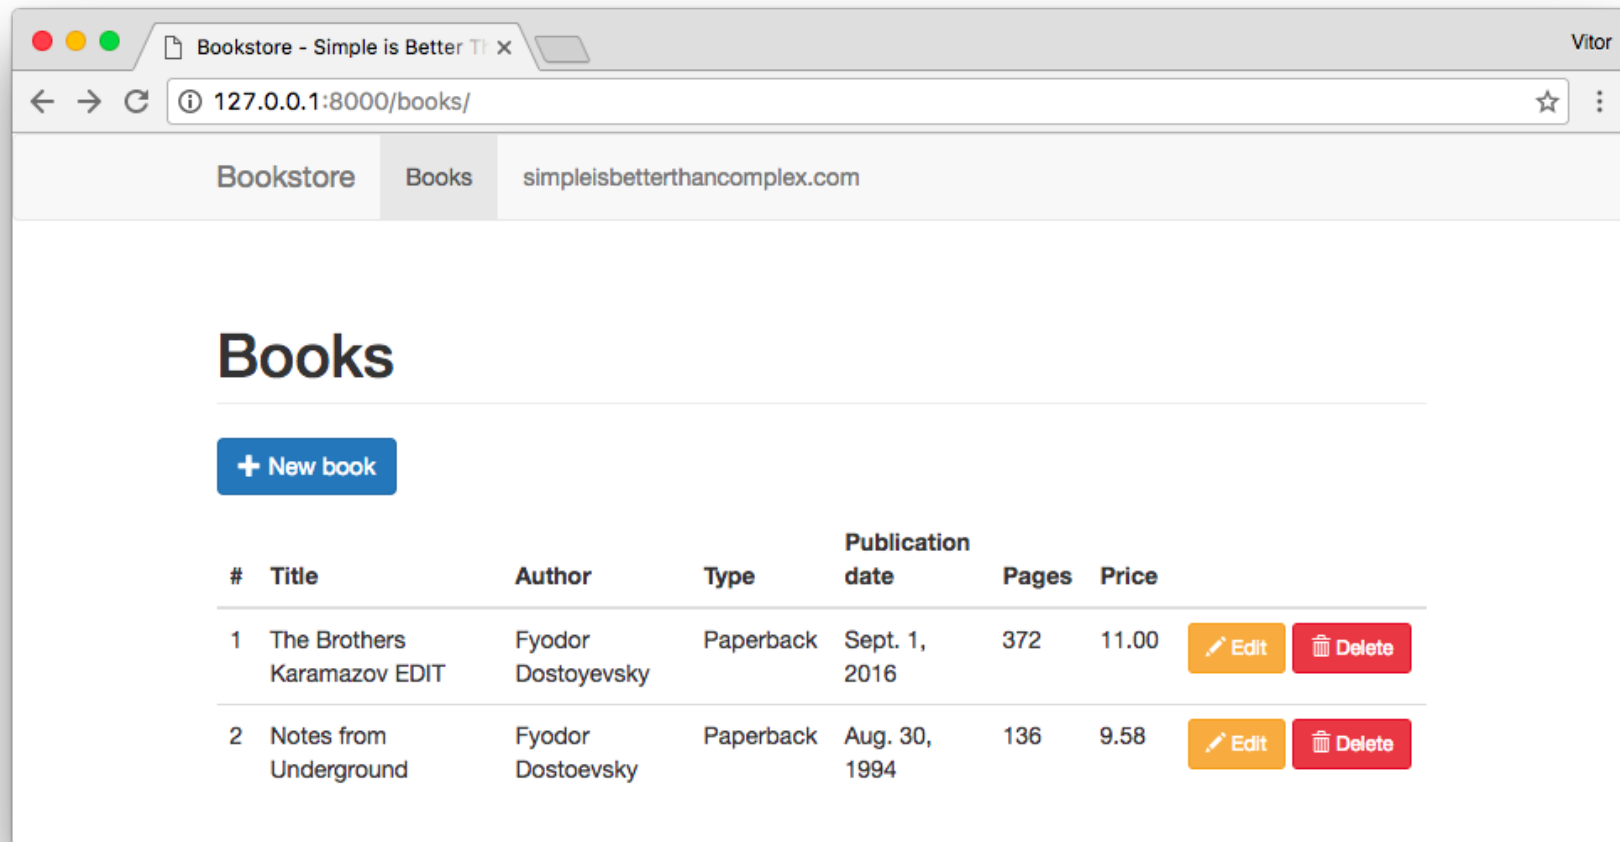 Bookstore - Simple is Better Th
Vitor
127.0.0.1:8000/books/
Bookstore Books simpleisbetterthancomplex.com
Books
New book
Publication
# Title Author Type date Pages Price
1 The Brothers Fyodor Paperback Sept. 1, 372 11.00 Edit Delete
Karamazov EDIT Dostoyevsky 2016
2 Notes from Fyodor Paperback Aug. 30, 136 9.58 Edit Delete
Underground Dostoevsky 1994